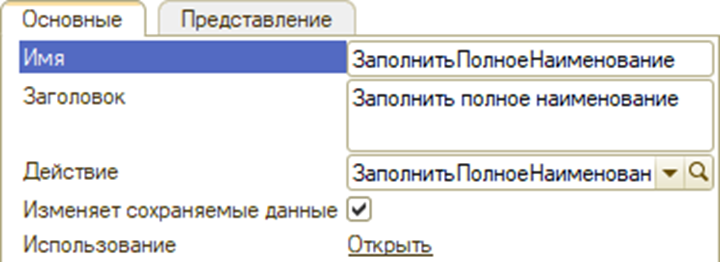 Основные Представление
Имя ЗаполнитьПолноеНаименование
Заголовок Заполнить полное наименование
Действие ЗаполнитьПолноеНаименован
Изменяет сохраняемые данные
Использование Открыть